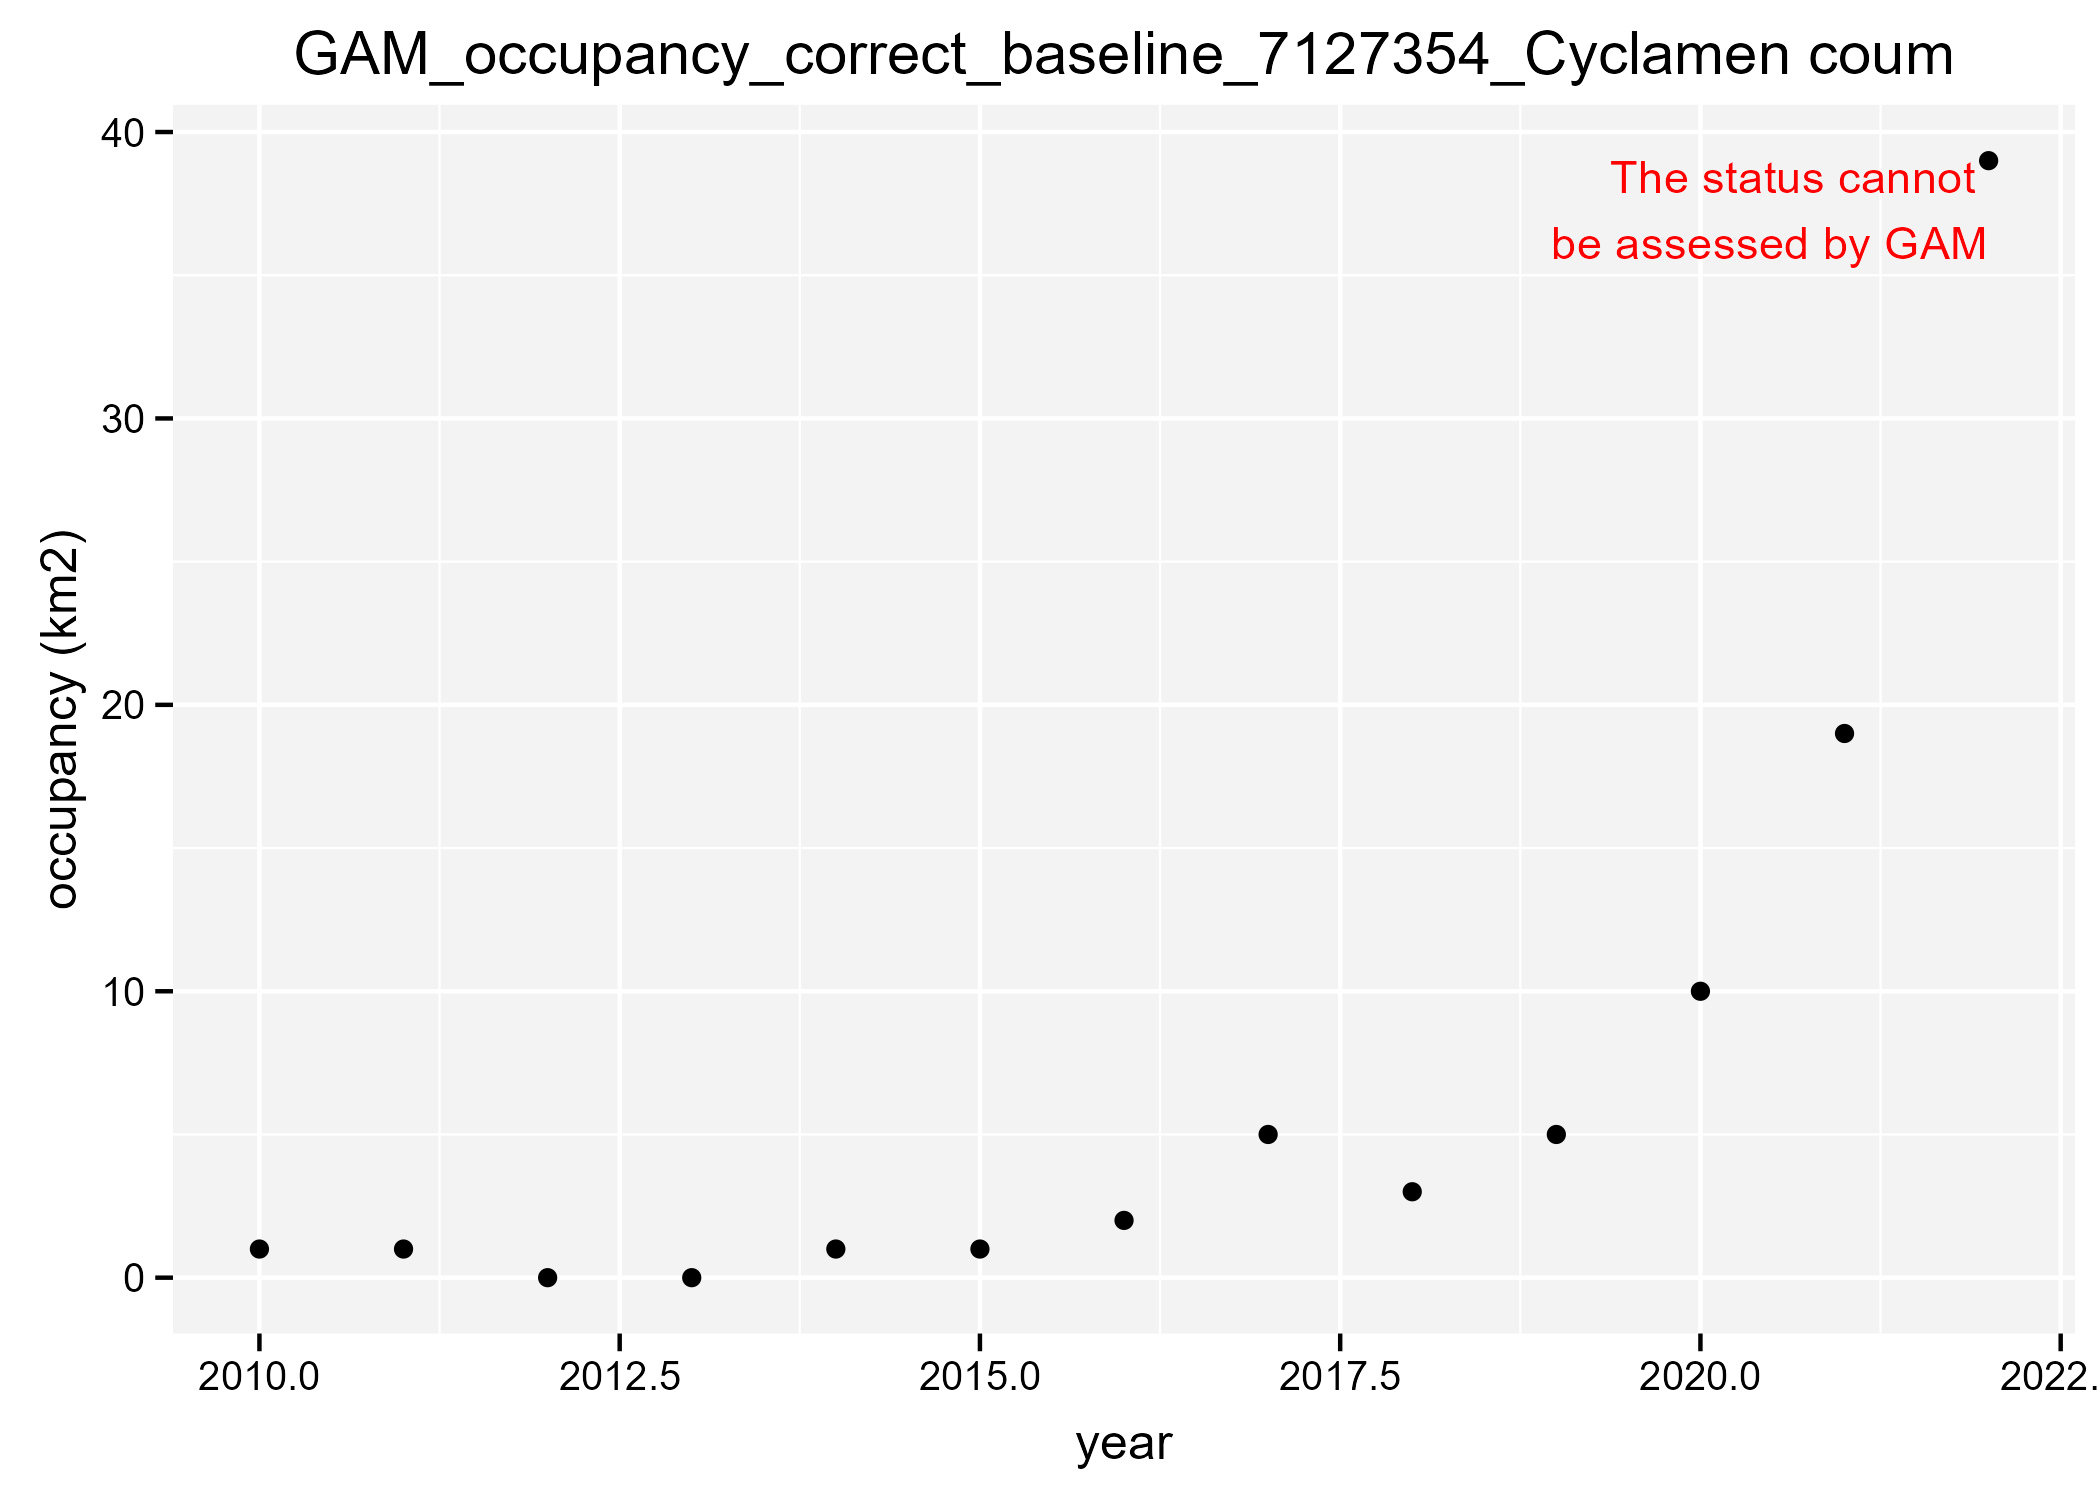 GAM_occupancy_correct_baseline_7127354_Cyclamen coum
40
The status cannot
be assessed by GAM
30
20
10
0
occupancy (km2)
2010.0 2012.5 2015.0 2017.5 2020.0 2022.
year